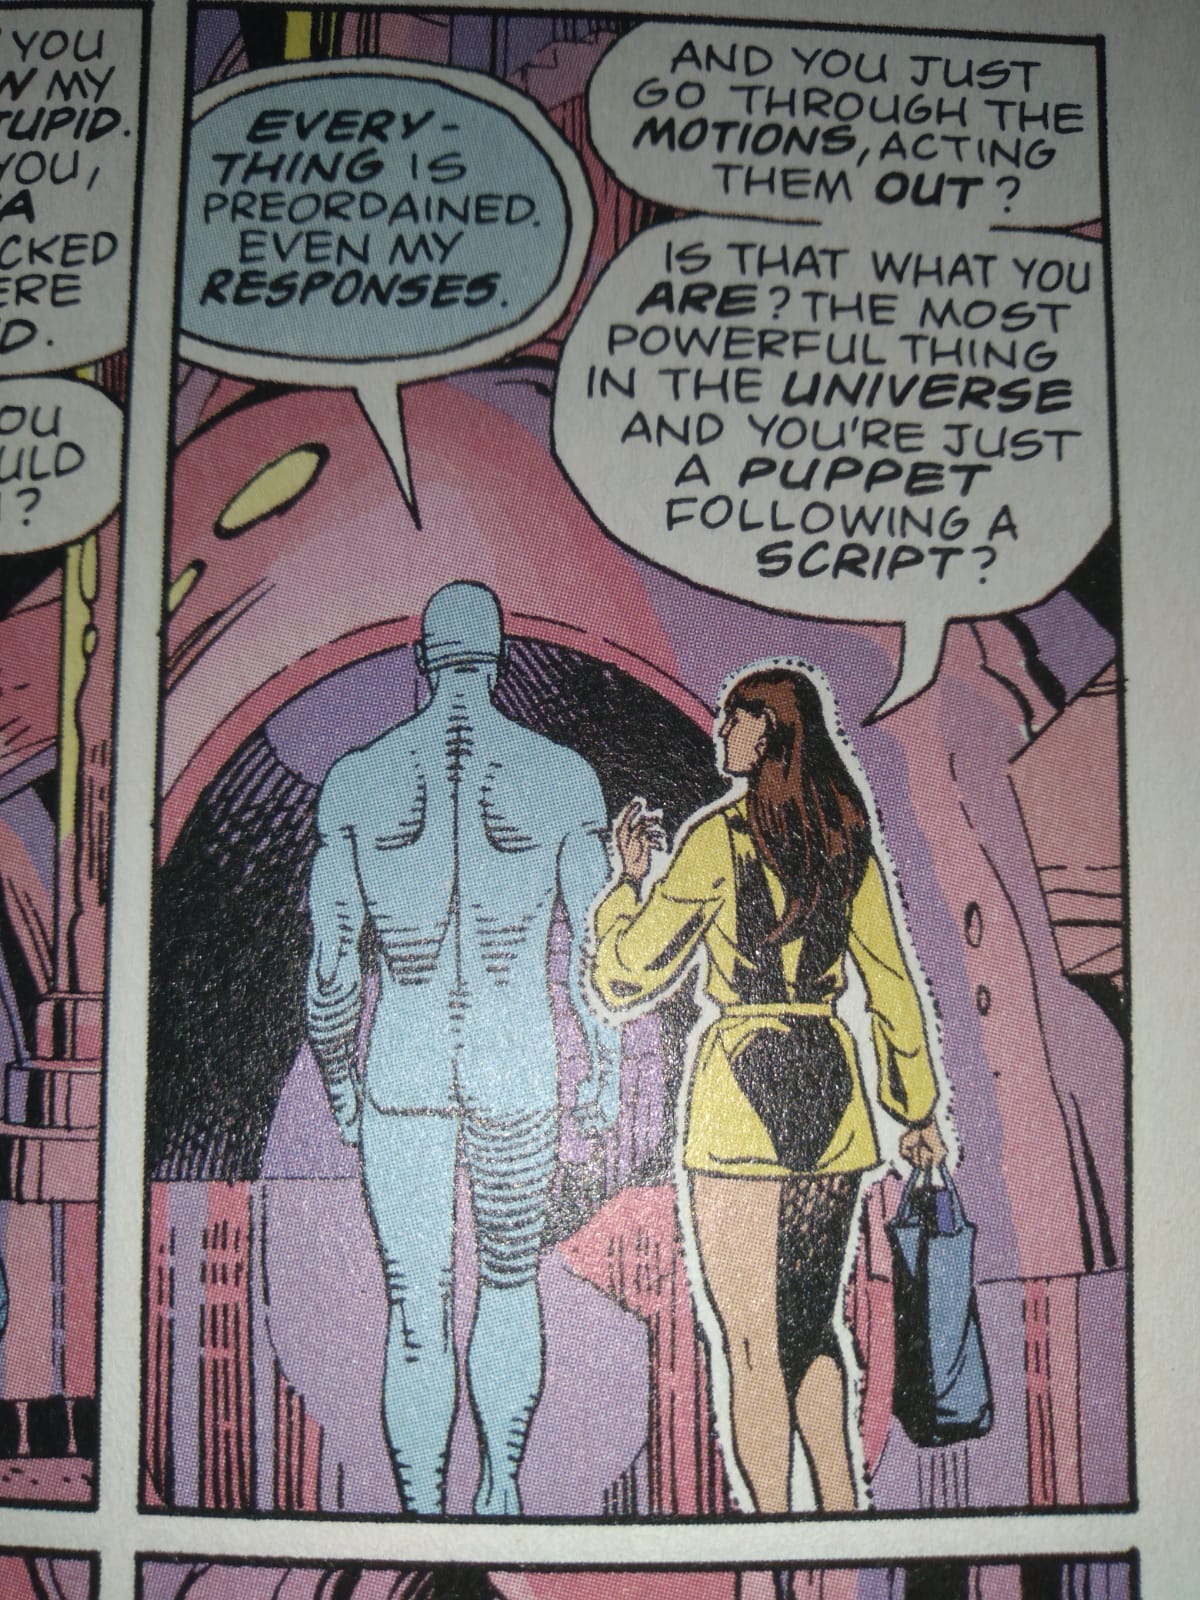 YOU
MY
TUPID.
YOU,
A
CKED
ERE
D.
OU
ULD
?
EVERY-
THING IS
PREORDAINED.
EVEN MY
RESPONSES.
AND YOU JUST
GO THROUGH THE
MOTIONS, ACTING
THEM OUT?
IS THAT WHAT YOU
ARE? THE MOST
POWERFUL THING
IN THE UNIVERSE
AND YOU'RE JUST
A PUPPET
FOLLOWING A
SCRIPT?